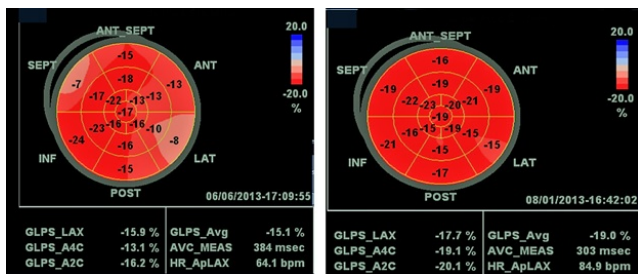 20.0
ANT_SEPT
-15
SEPT
ANT
-7
-18
-13
-20.0
%
-17
-22
-13
-13
-17
-23
-16
-16
-10
-24
-8
-16
INF
LAT
-15
POST
06/06/2013-17:09:55
GLPS_LAX -15.9 % GLPS_Avg -15.1 %
GLPS_A4C -13.1 % AVC_MEAS 384 msec
GLPS_A2C -16.2 % HR_ApLAX 64.1 bpm
20.0
ANT_SEPT
-16
SEPT
ANT
-19
-19
-19
-20.0
%
-22
-23
-20
-21
-19
-16
-15
-19
-15
-21
-15
-15
INF
LAT
-17
POST
08/01/2013-16:42:02
GLPS_LAX -17.7 % GLPS_Avg -19.0 %
GLPS_A4C -19.1 % AVC_MEAS 303 msec
GLPS_A2C -20.1 % HR_ApLAX 84.9 bpm